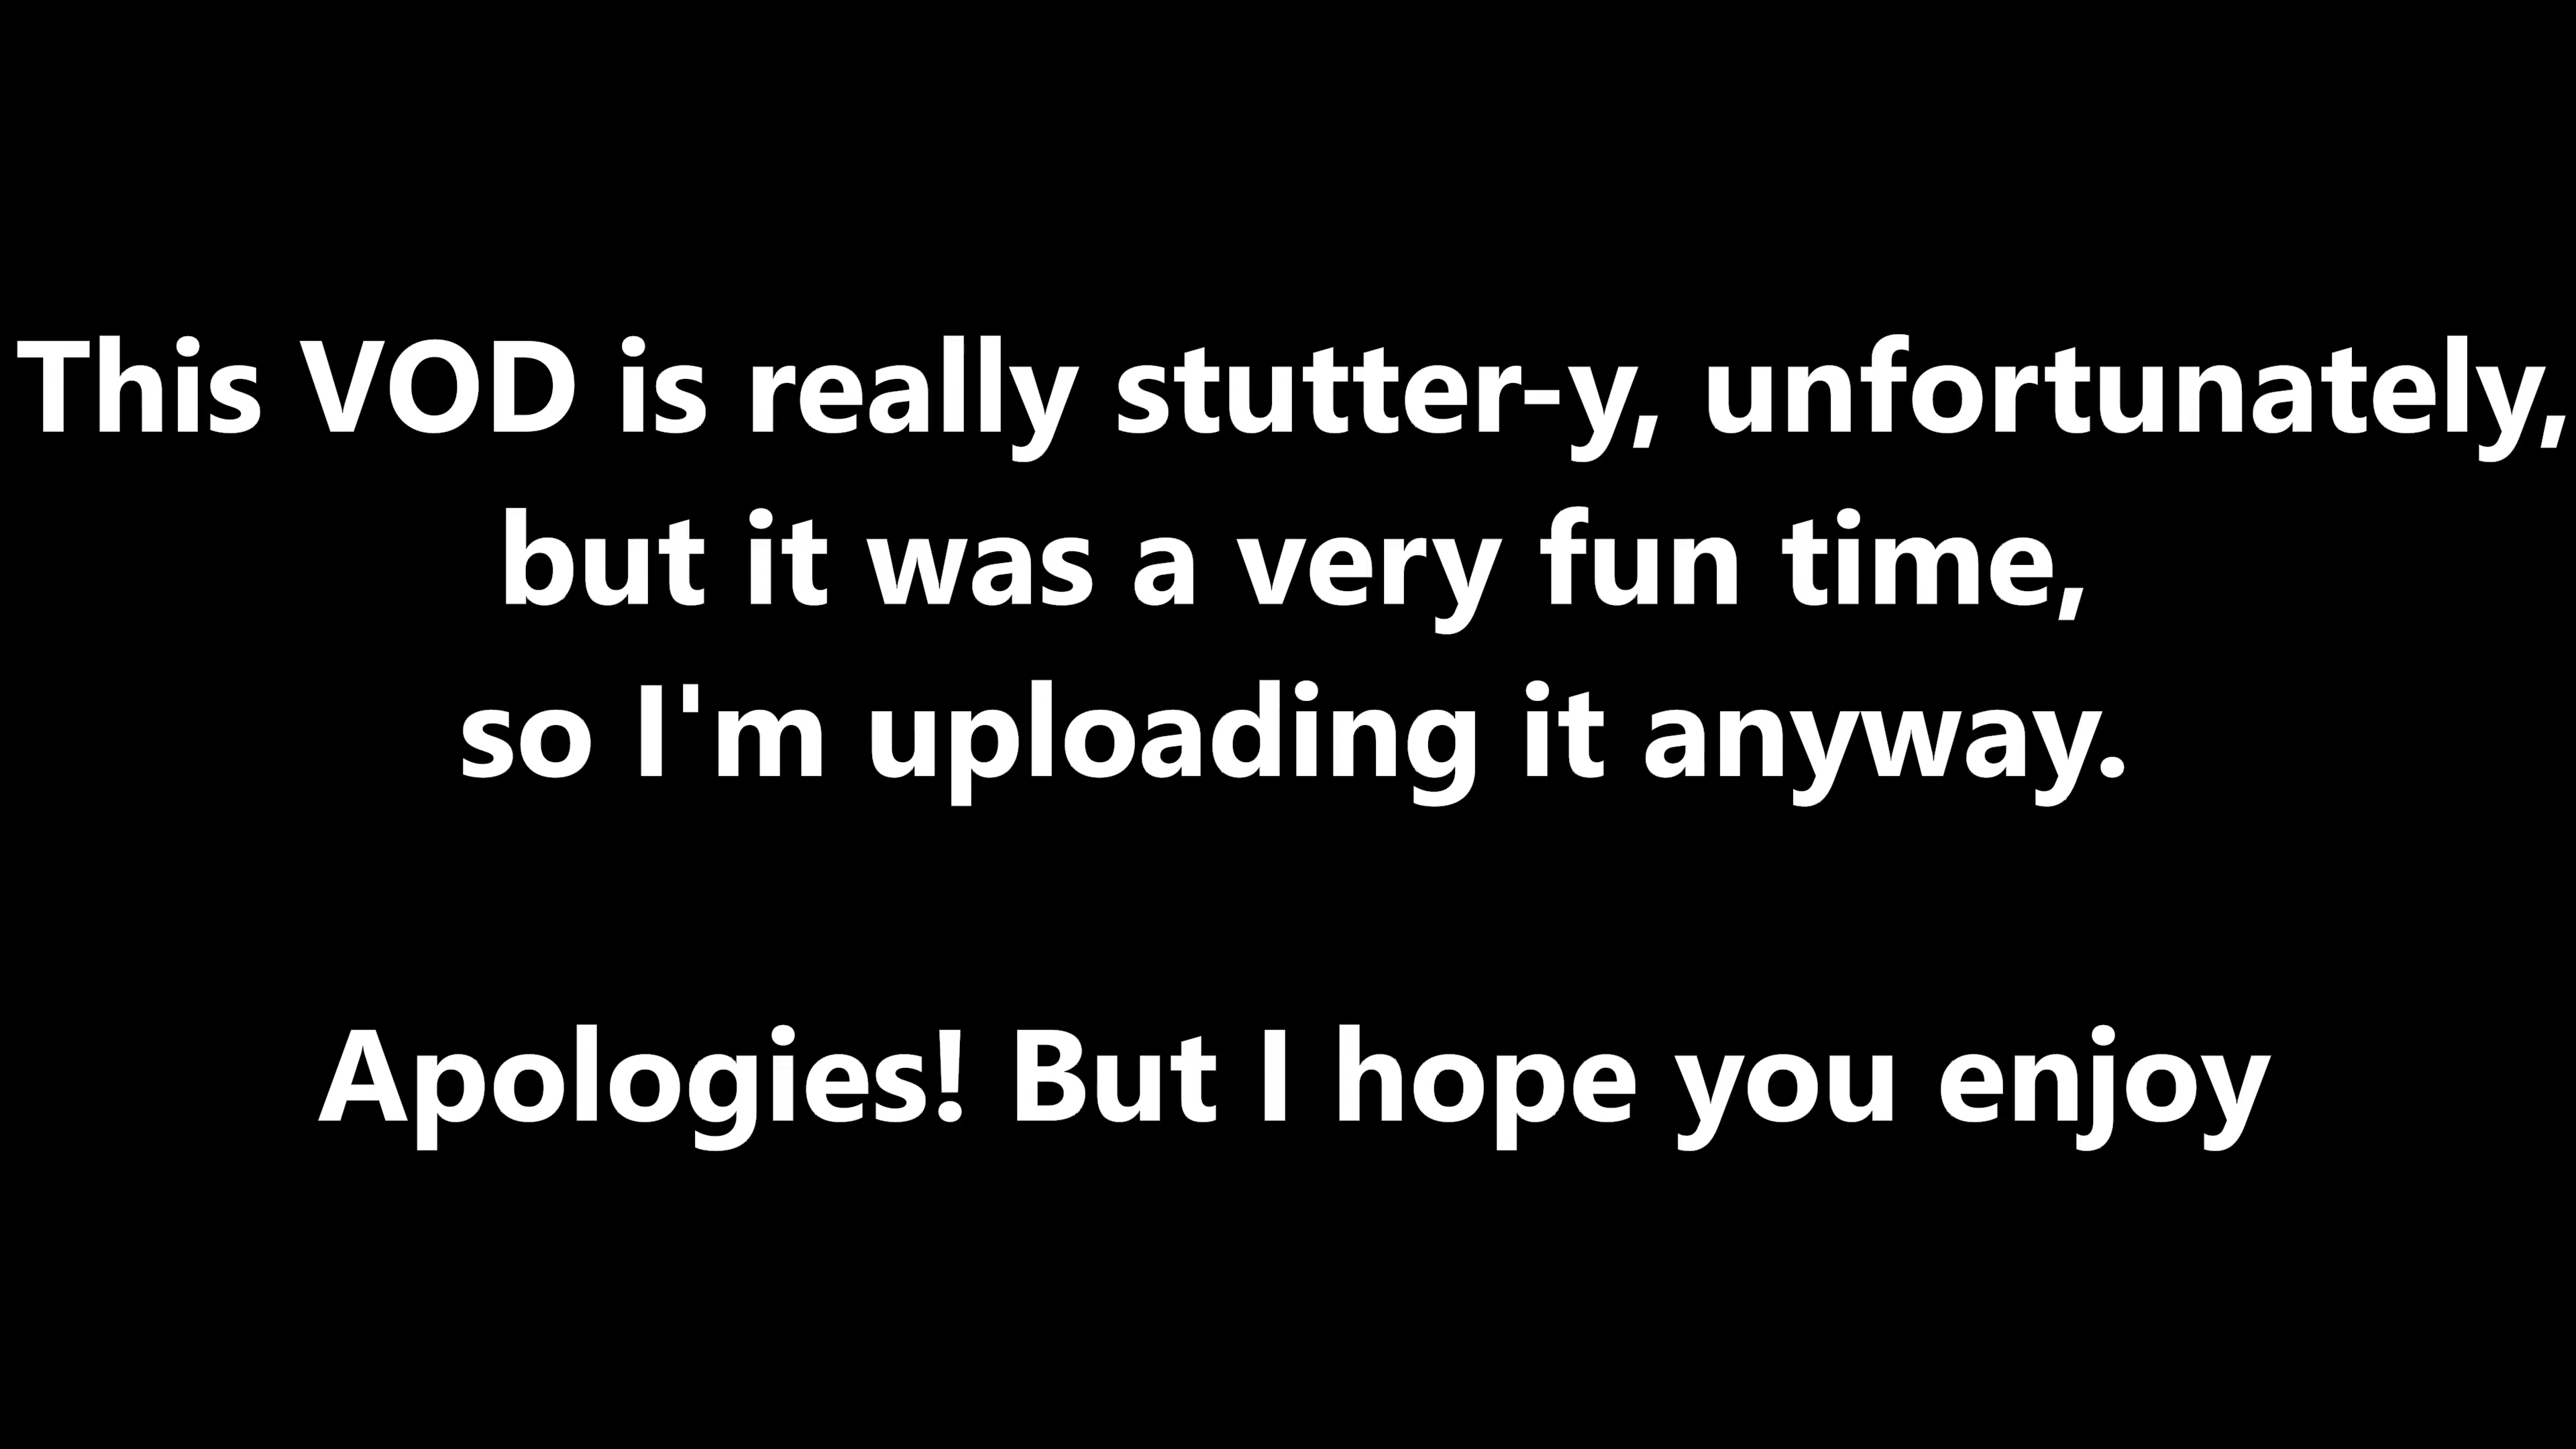 This VOD is really stutter-y, unfortunately,
but it was a very fun time,
so I'm uploading it anyway.
Apologies! But I hope you enjoy